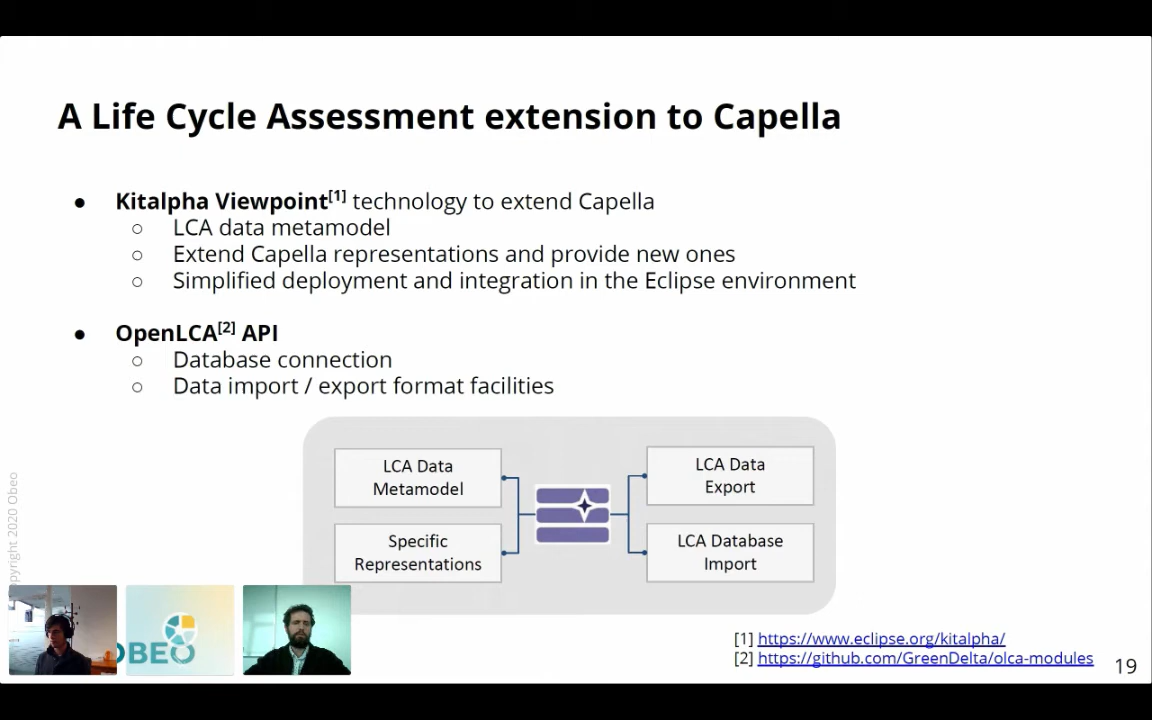 A Life Cycle Assessment extension to Capella
● Kitalpha Viewpoint[1] technology to extend Capella
○ LCA data metamodel
○ Extend Capella representations and provide new ones
○ Simplified deployment and integration in the Eclipse environment
● OpenLCA[2] API
○ Database connection
○ Data import / export format facilities
LCA Data
Metamodel
Specific
Representations
LCA Data
Export
LCA Database
Import
opyright 2020 Obeo
OBEO
[1] https://www.eclipse.org/kitalpha/
[2] https://github.com/GreenDelta/olca-modules
19